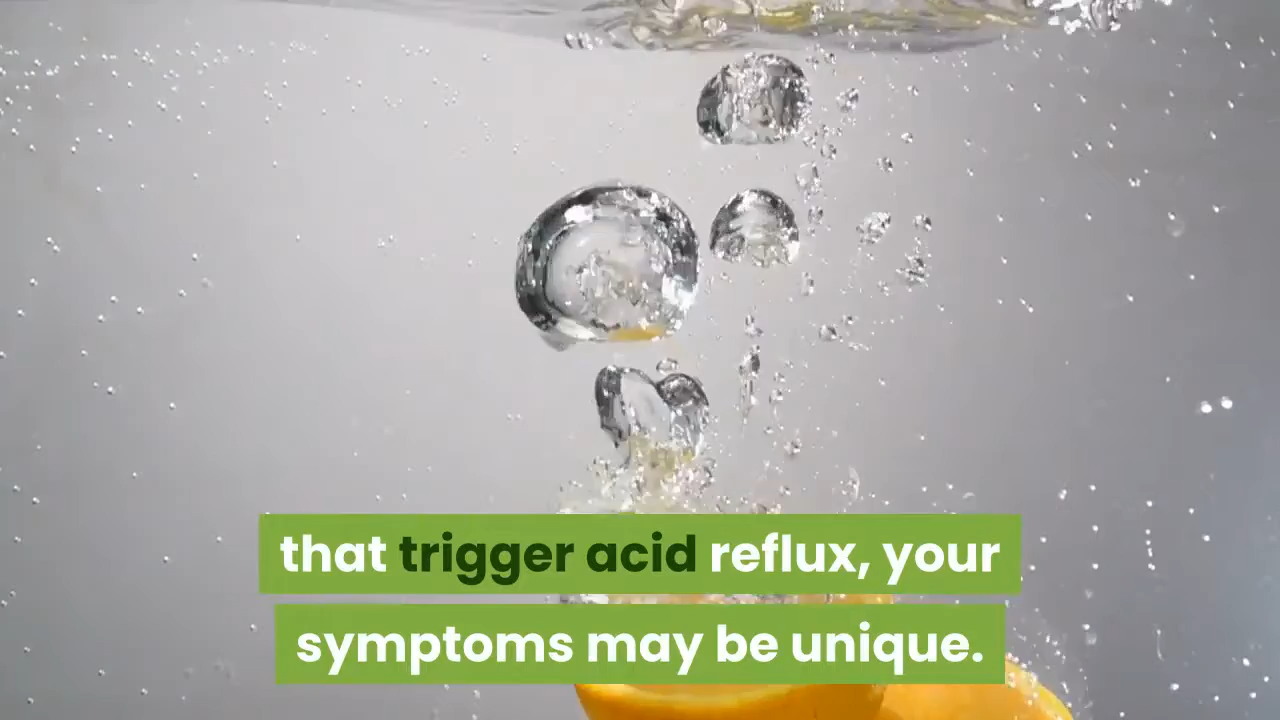 that trigger acid reflux, your
symptoms may be unique.